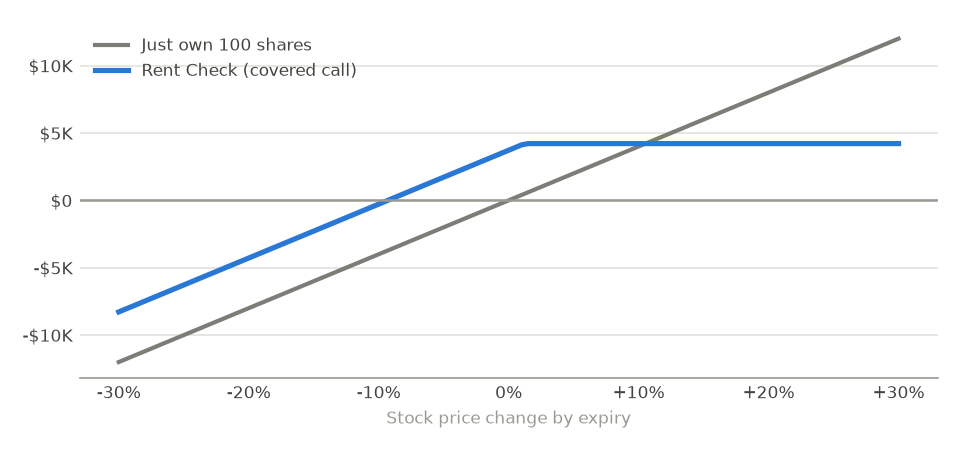 Just own 100 shares
Rent Check (covered call)
$10K
$5K
$0
-$5K
-$10K
-30% -20% -10% 0% +10% +20% +30%
Stock price change by expiry